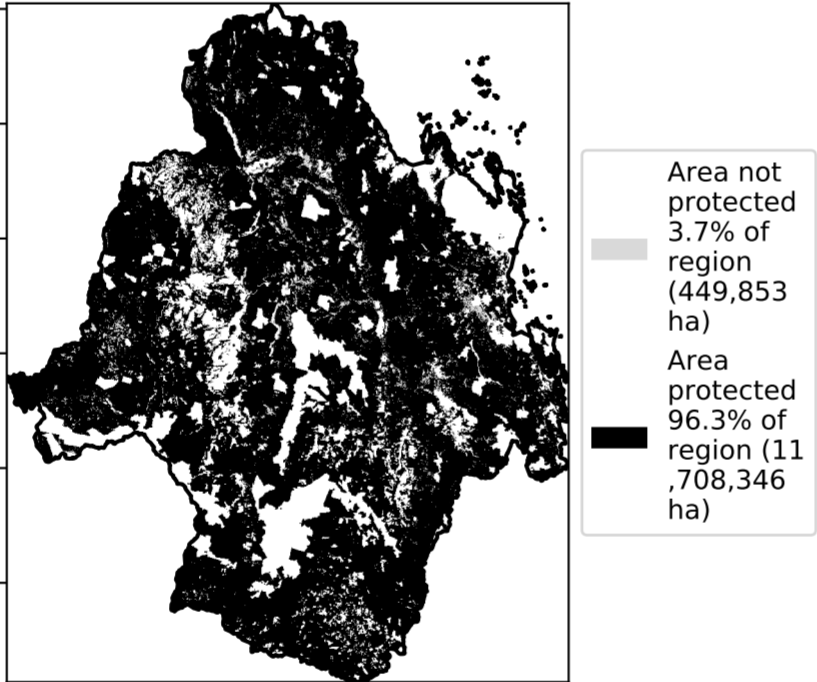 Area not
protected
3.7% of
region
(449,853
ha)
Area
protected
96.3% of
region (11
,708,346
ha)